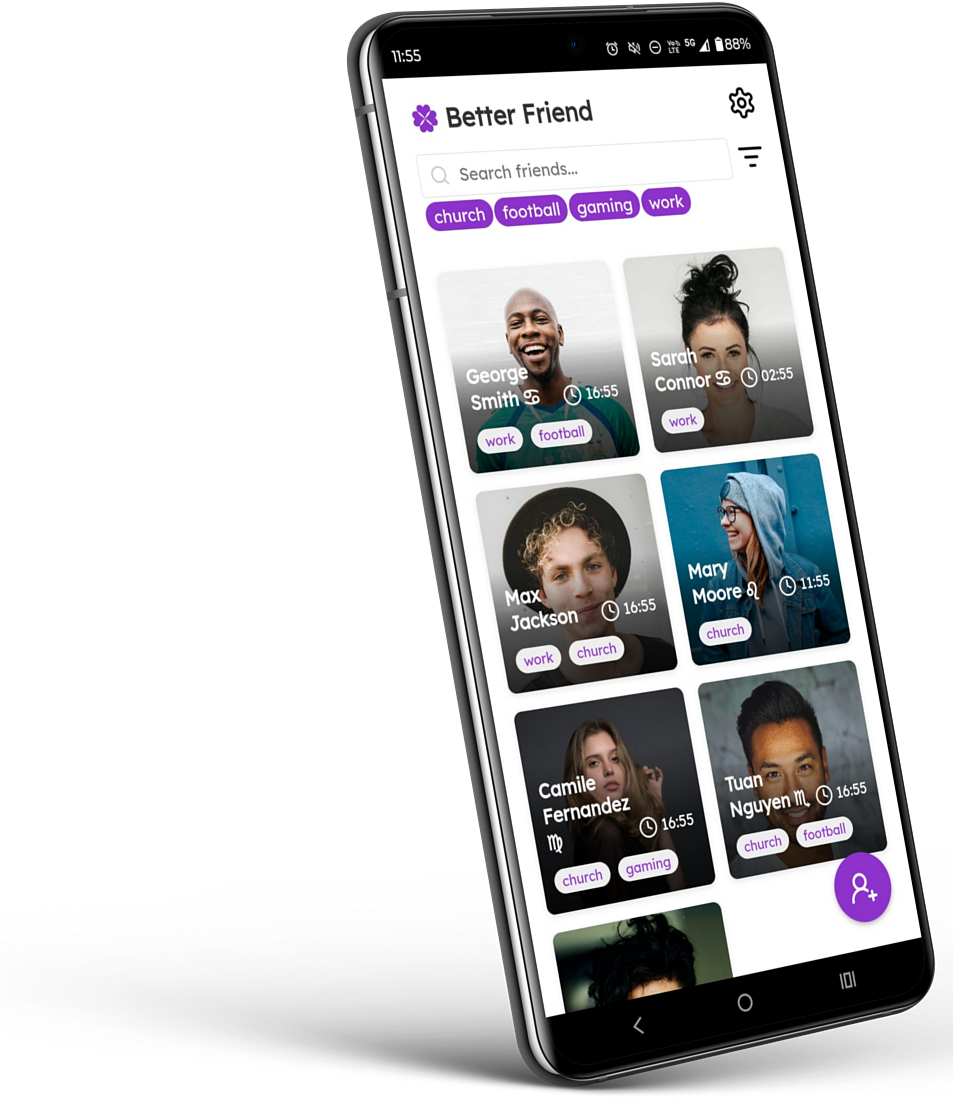 11:55
Vo))
LTE
5G
88%
Better Friend
Search friends...
church football gaming work
George
Smith ♋ 16:55
work football
Sarah
Connor ♋ 02:55
work
Max
Jackson 16:55
work church
Mary
Moore ♌ 11:55
church
Camile
Fernandez
♍ 16:55
church gaming
Tuan
Nguyen ♏ 16:55
church football